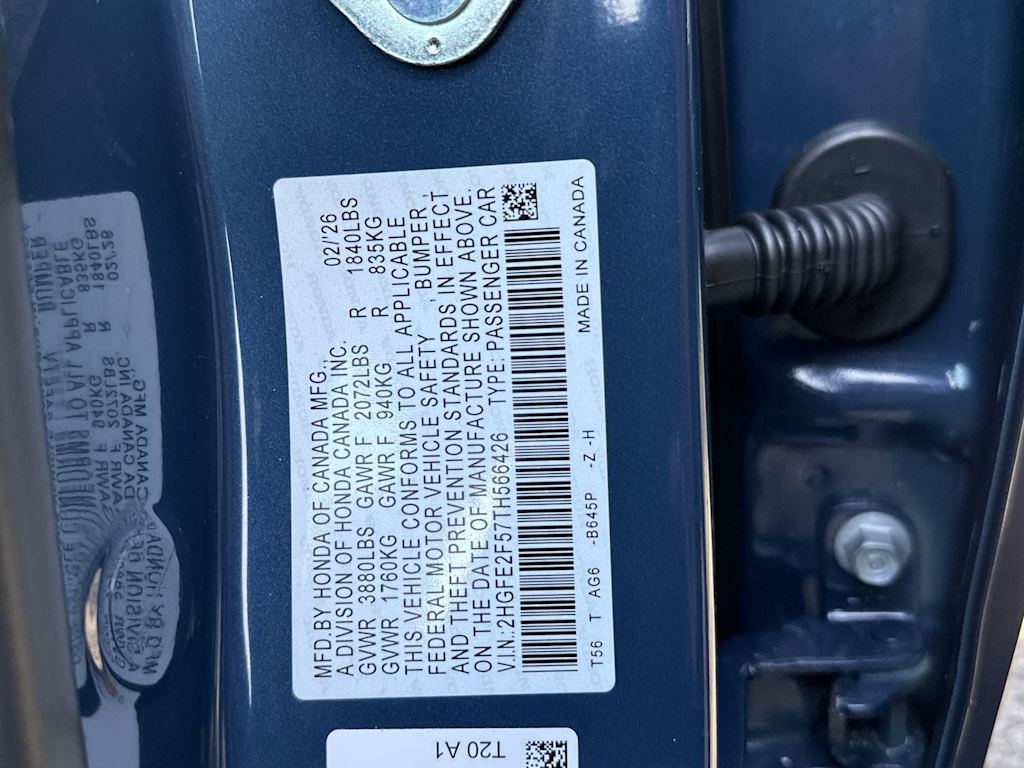 MFD.BY HONDA OF CANADA MFG., 02/'26
A DIVISION OF HONDA CANADA INC.
GVWR 3880LBS GAWR F 2072LBS R 1840LBS
GVWR 1760KG GAWR F 940KG R 835KG
THIS VEHICLE CONFORMS TO ALL APPLICABLE
FEDERAL MOTOR VEHICLE SAFETY , BUMPER ,
AND THEFT PREVENTION STANDARDS IN EFFECT
ON THE DATE OF MANUFACTURE SHOWN ABOVE.
V.I.N.:2HGFE2F57TH566426 TYPE: PASSENGER CAR
T56 T AG6 -B645P -Z -H MADE IN CANADA
T20 A1